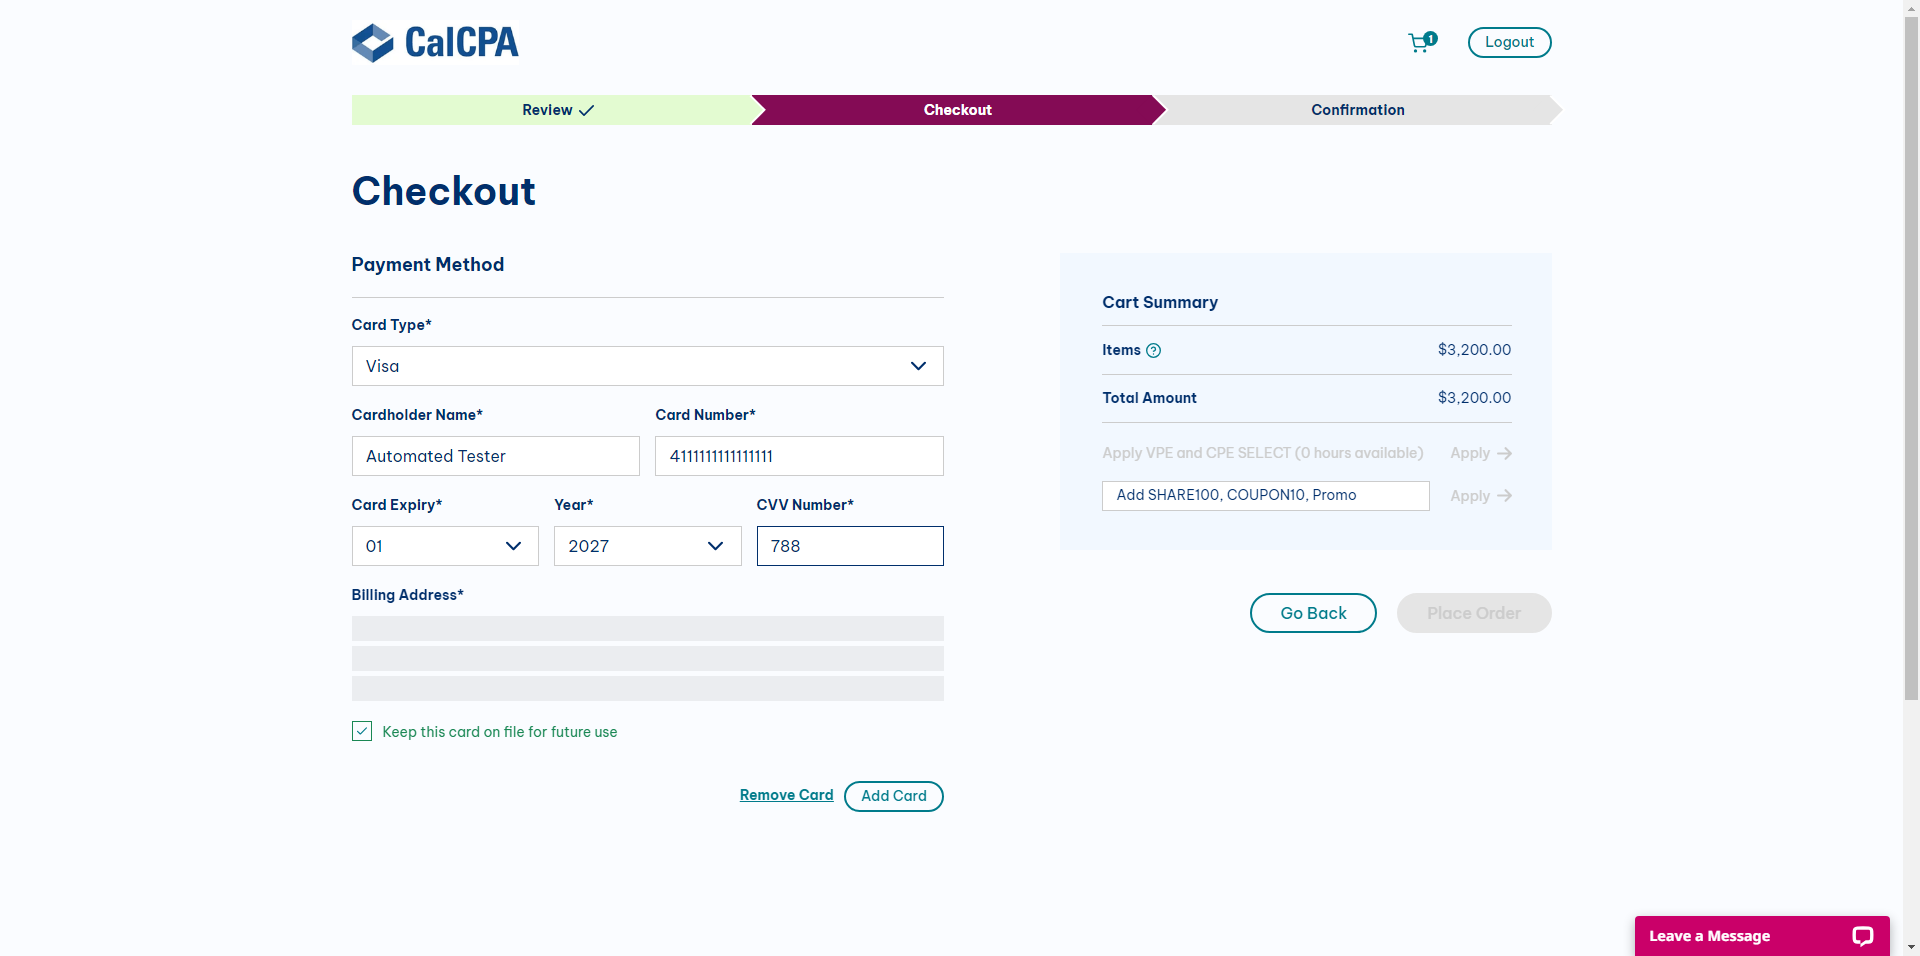 CalCPA
1
Logout
Review
Checkout
Confirmation
Checkout
Payment Method
Card Type*
Visa
Cardholder Name*
Card Number*
Automated Tester
4111111111111111
Card Expiry*
Year*
CVV Number*
01
2027
788
Billing Address*
Keep this card on file for future use
Remove Card
Add Card
Cart Summary
Items ?
$3,200.00
Total Amount
$3,200.00
Apply VPE and CPE SELECT (0 hours available)
Apply
Add SHARE100, COUPON10, Promo
Apply
Go Back
Place Order
Leave a Message